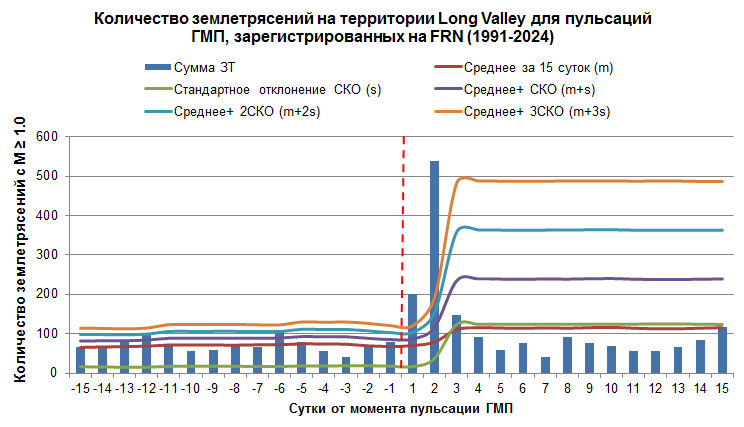 Количество землетрясений на территории Long Valley для пульсаций
ГМП, зарегистрированных на FRN (1991-2024)
Сумма ЗТ
Среднее за 15 суток (m)
Стандартное отклонение СКО (s)
Среднее+ СКО (m+s)
Среднее+ 2СКО (m+2s)
Среднее+ 3СКО (m+3s)
Количество землетрясений с M ≥ 1.0
600
500
400
300
200
100
0
-15 -14 -13 -12 -11 -10 -9 -8 -7 -6 -5 -4 -3 -2 -1 1 2 3 4 5 6 7 8 9 10 11 12 13 14 15
Сутки от момента пульсации ГМП